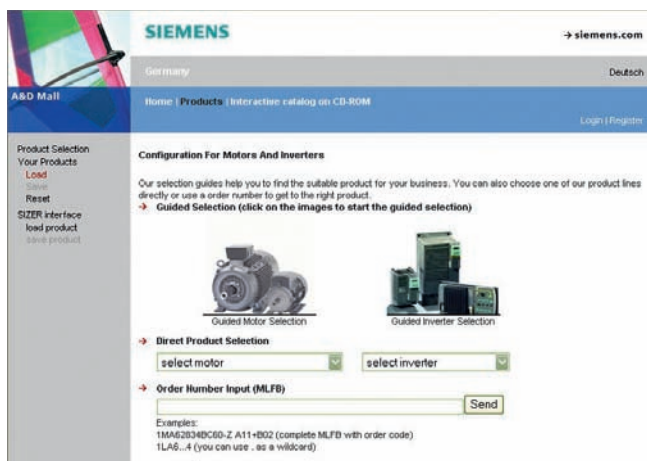 SIEMENS
→ siemens.com
Germany
Deutsch
A&D Mall
Home | Products | Interactive catalog on CD-ROM
Login | Register
Product Selection
Your Products
Load
Save
Reset
SIZER interface
load product
save product
Configuration For Motors And Inverters
Our selection guides help you to find the suitable product for your business. You can also choose one of our product lines
directly or use a order number to get to the right product.
→ Guided Selection (click on the images to start the guided selection)
Guided Motor Selection
Guided Inverter Selection
→ Direct Product Selection
select motor
select inverter
→ Order Number Input (MLFB)
Send
Examples:
1MA62834BC60-Z A11+B02 (complete MLFB with order code)
1LA6...4 (you can use . as a wildcard)